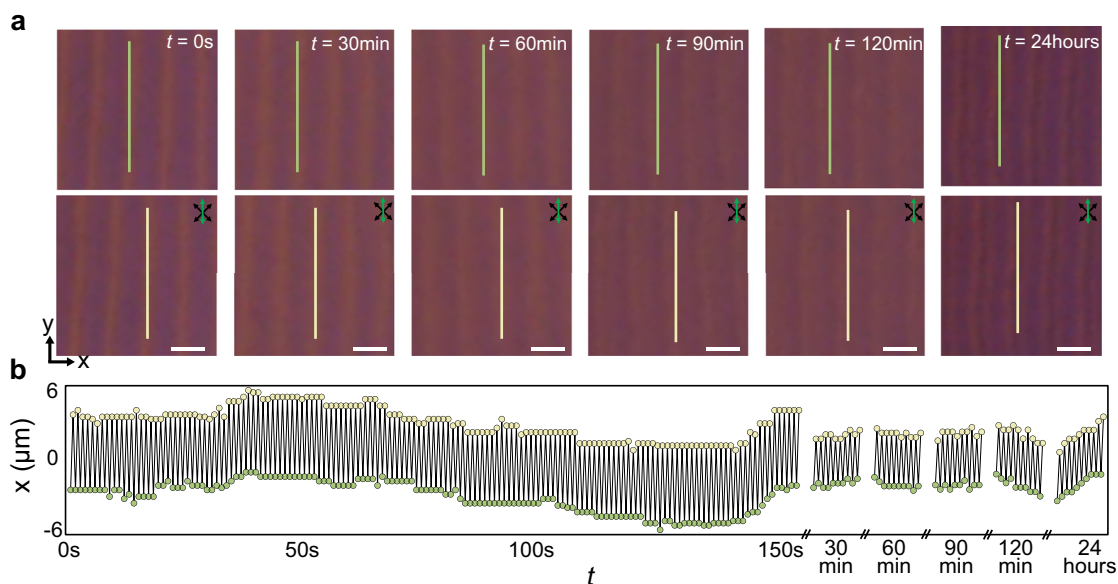 a
t = 0s
t = 30min
t = 60min
t = 90min
t = 120min
t = 24hours
y
x
b
6
0
-6
x (μm)
0s
50s
100s
150s
30 min
60 min
90 min
120 min
24 hours
t